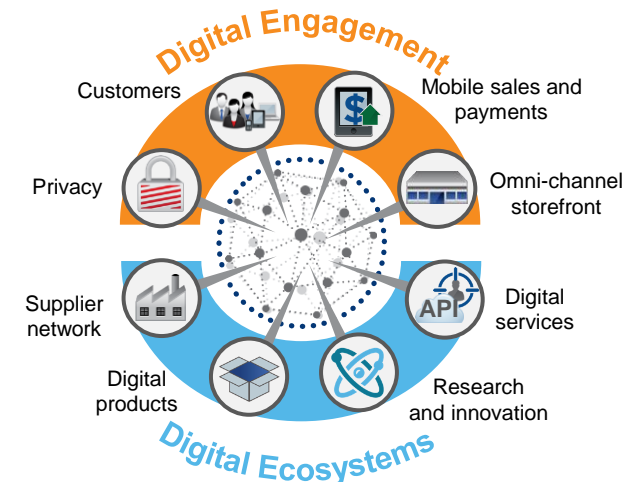 Digital Engagement
Customers
Mobile sales and
payments
$
Privacy
Omni-channel
storefront
Supplier
network
API
Digital
services
Digital
products
Research
and innovation
Digital Ecosystems